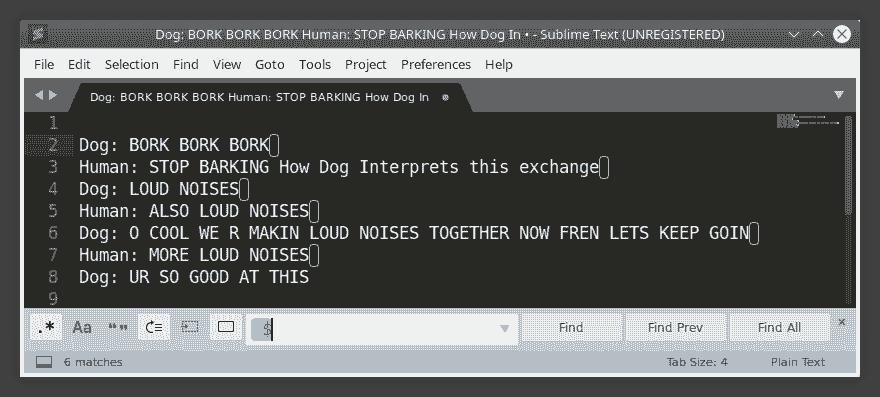 Dog: BORK BORK BORK Human: STOP BARKING How Dog In • - Sublime Text (UNREGISTERED)
File Edit Selection Find View Goto Tools Project Preferences Help
Dog: BORK BORK BORK Human: STOP BARKING How Dog In
1
2 Dog: BORK BORK BORK
3 Human: STOP BARKING How Dog Interprets this exchange
4 Dog: LOUD NOISES
5 Human: ALSO LOUD NOISES
6 Dog: O COOL WE R MAKIN LOUD NOISES TOGETHER NOW FREN LETS KEEP GOIN
7 Human: MORE LOUD NOISES
8 Dog: UR SO GOOD AT THIS
9
.* Aa “” $ Find Find Prev Find All
6 matches Tab Size: 4 Plain Text